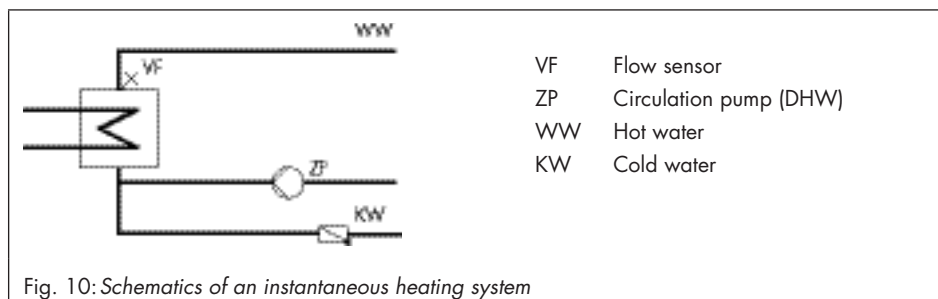 WW
VF
ZP
KW
VF Flow sensor
ZP Circulation pump (DHW)
WW Hot water
KW Cold water
Fig. 10: Schematics of an instantaneous heating system